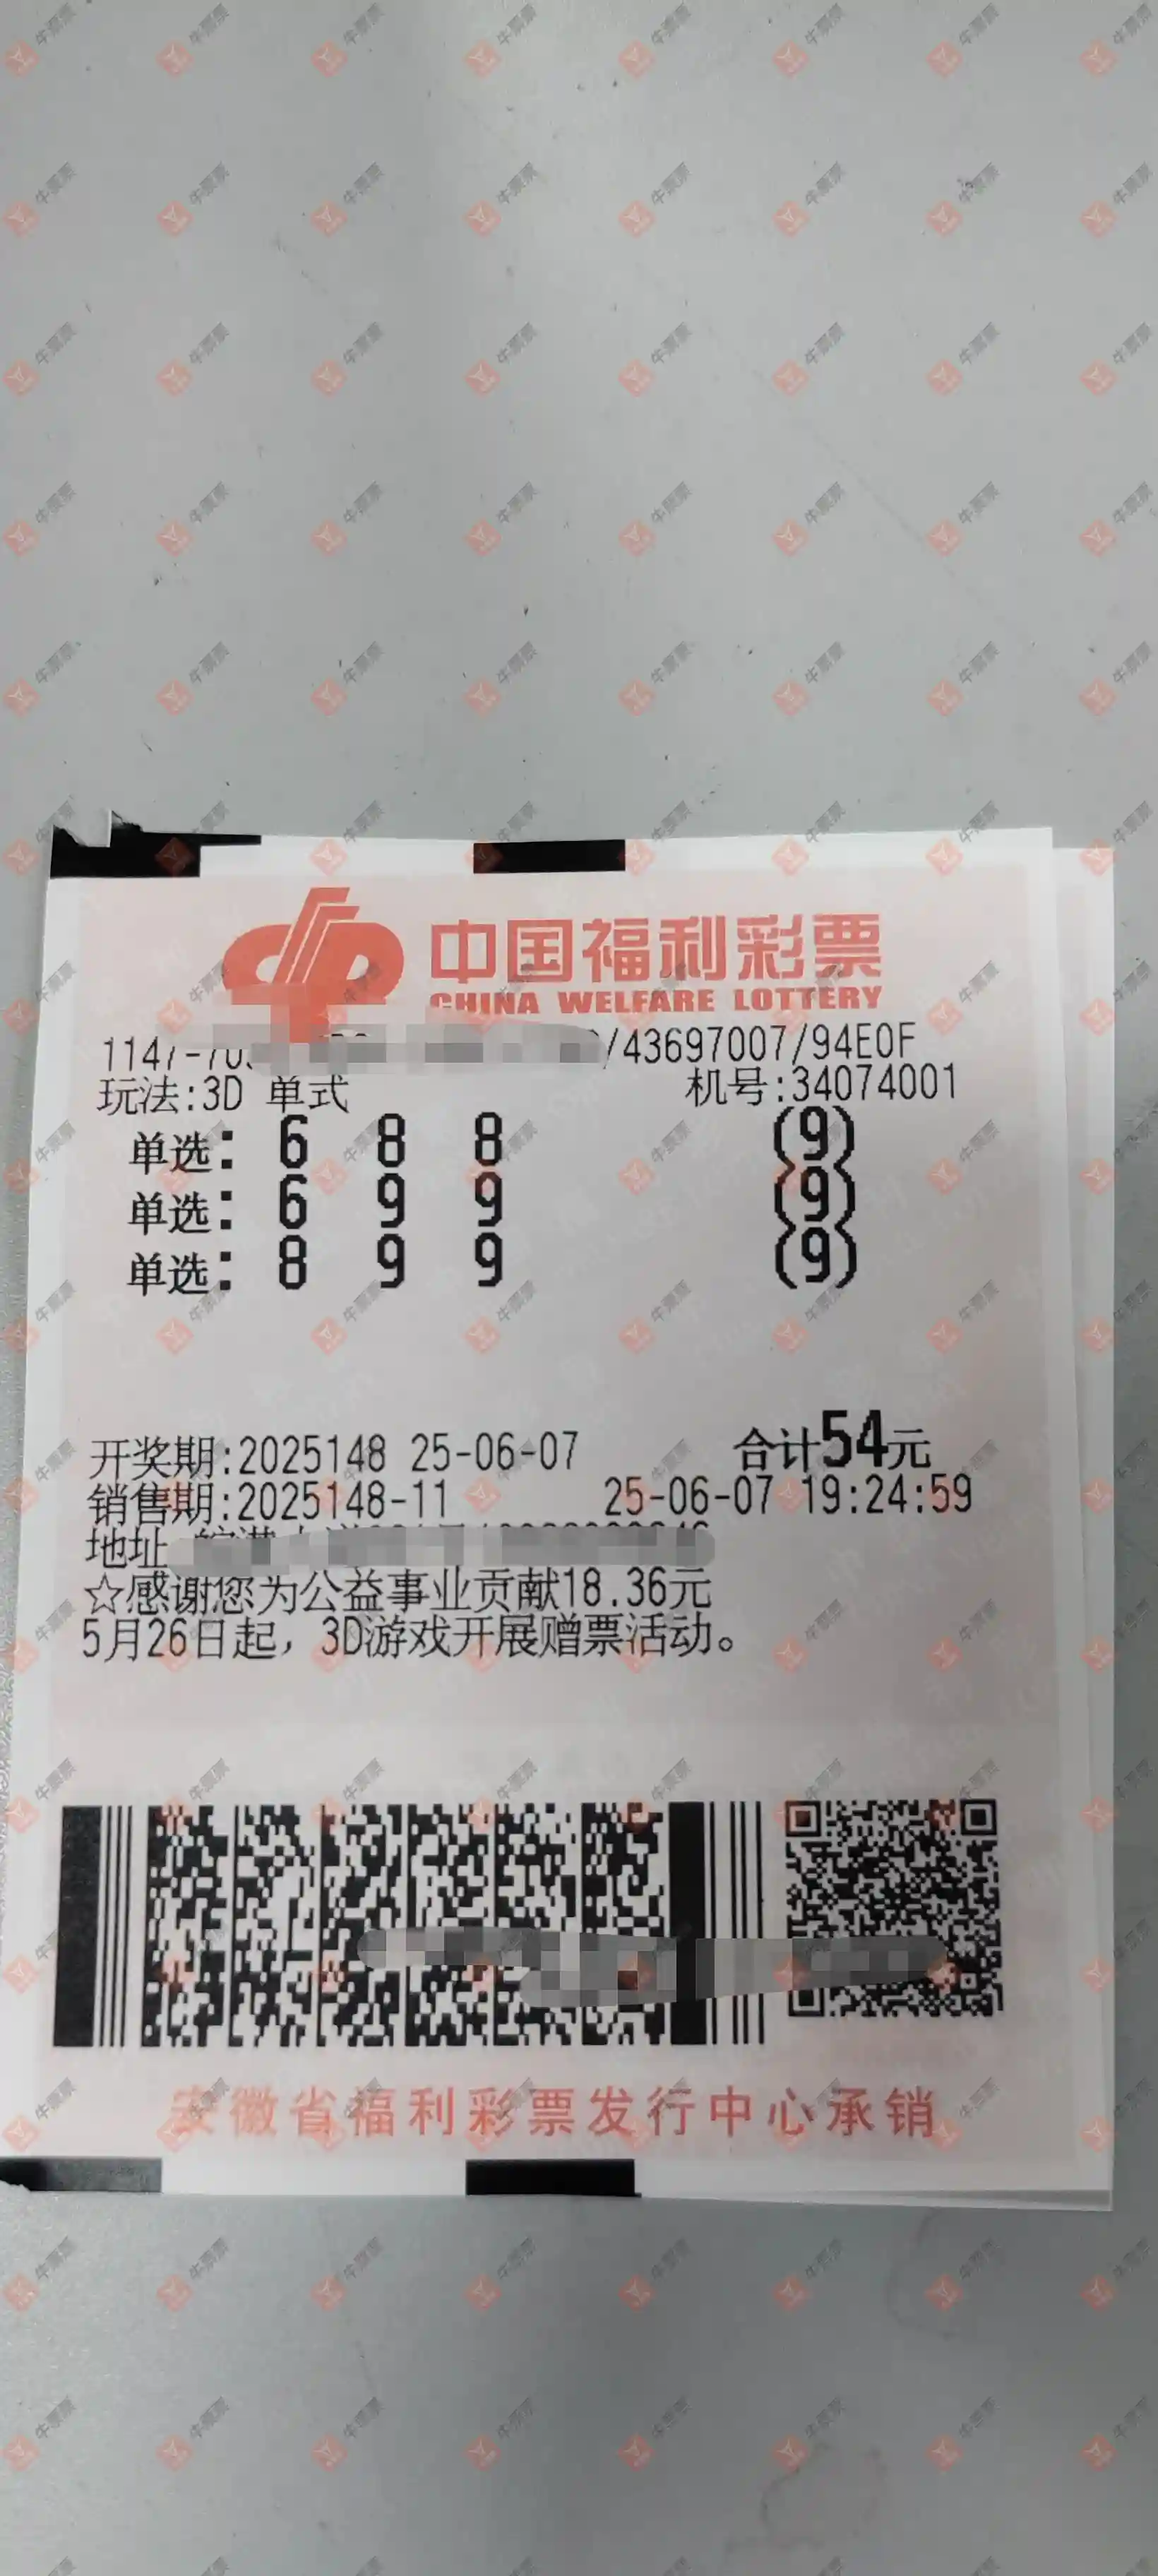 中国福利彩票
CHINA WELFARE LOTTERY
/43697007/94E0F
玩法:3D 单式 机号:34074001
单选: 6 8 8 (9)
单选: 6 9 9 (9)
单选: 8 9 9 (9)
开奖期:2025148 25-06-07 合计54元
销售期:2025148-11 25-06-07 19:24:59
地址
☆感谢您为公益事业贡献18.36元
5月26日起，3D游戏开展赠票活动。
安徽省福利彩票发行中心承销
牛票票